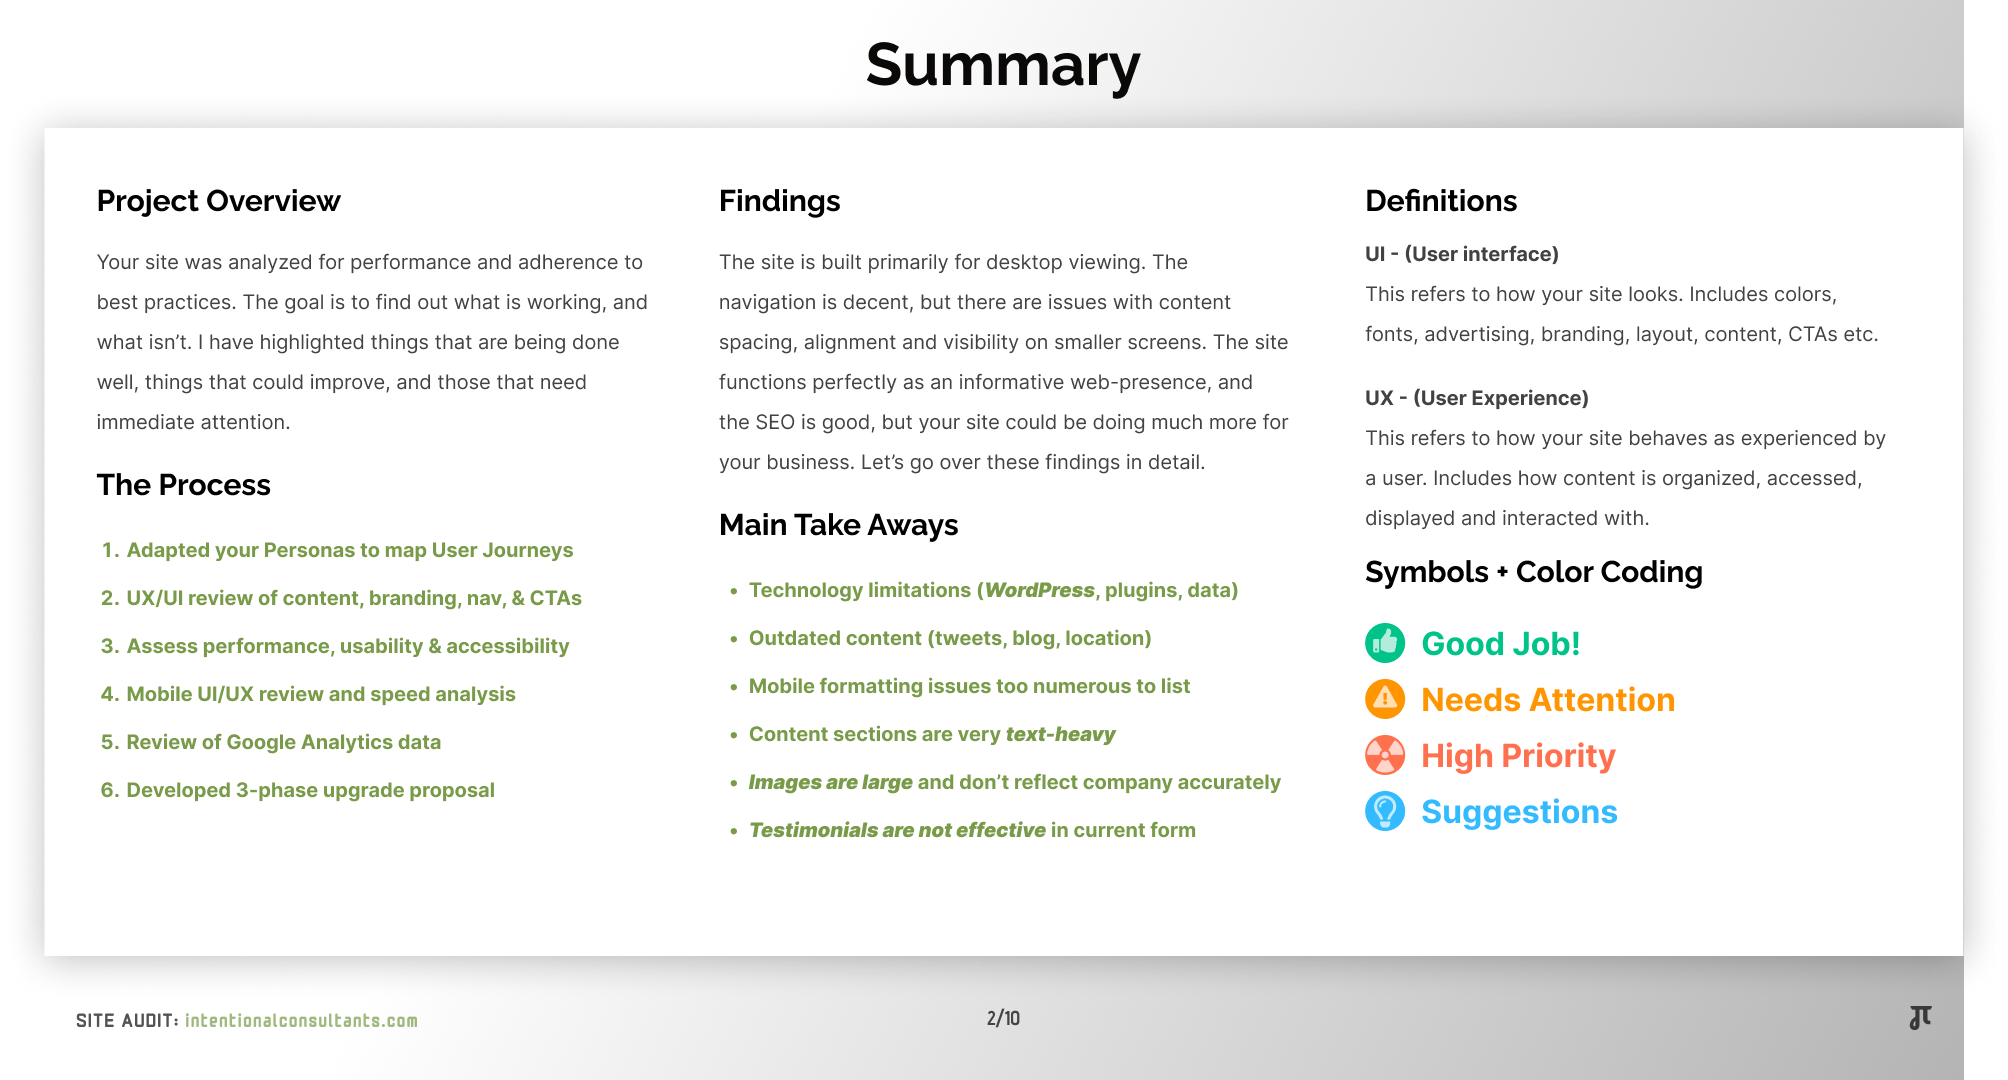 Summary
Project Overview
Your site was analyzed for performance and adherence to
best practices. The goal is to find out what is working, and
what isn’t. I have highlighted things that are being done
well, things that could improve, and those that need
immediate attention.
The Process
1. Adapted your Personas to map User Journeys
2. UX/UI review of content, branding, nav, & CTAs
3. Assess performance, usability & accessibility
4. Mobile UI/UX review and speed analysis
5. Review of Google Analytics data
6. Developed 3-phase upgrade proposal
Findings
The site is built primarily for desktop viewing. The
navigation is decent, but there are issues with content
spacing, alignment and visibility on smaller screens. The site
functions perfectly as an informative web-presence, and
the SEO is good, but your site could be doing much more for
your business. Let’s go over these findings in detail.
Main Take Aways
• Technology limitations (WordPress, plugins, data)
• Outdated content (tweets, blog, location)
• Mobile formatting issues too numerous to list
• Content sections are very text-heavy
• Images are large and don’t reflect company accurately
• Testimonials are not effective in current form
Definitions
UI - (User interface)
This refers to how your site looks. Includes colors,
fonts, advertising, branding, layout, content, CTAs etc.
UX - (User Experience)
This refers to how your site behaves as experienced by
a user. Includes how content is organized, accessed,
displayed and interacted with.
Symbols + Color Coding
Good Job!
Needs Attention
High Priority
Suggestions
SITE AUDIT: intentionalconsultants.com
2/10